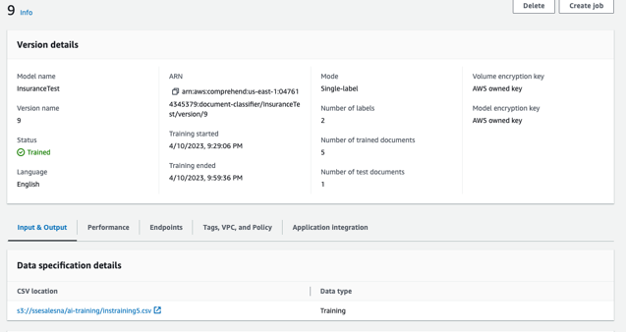 9 Info
Delete
Create job
Version details
Model name
InsuranceTest
Version name
9
Status
Trained
Language
English
ARN
arn:aws:comprehend:us-east-1:04761
4345379:document-classifier/InsuranceTe
st/version/9
Training started
4/10/2023, 9:29:06 PM
Training ended
4/10/2023, 9:59:36 PM
Mode
Single-label
Number of labels
2
Number of trained documents
5
Number of test documents
1
Volume encryption key
AWS owned key
Model encryption key
AWS owned key
Input & Output
Performance
Endpoints
Tags, VPC, and Policy
Application integration
Data specification details
CSV location
Data type
s3://ssesalesna/ai-training/instraining5.csv
Training